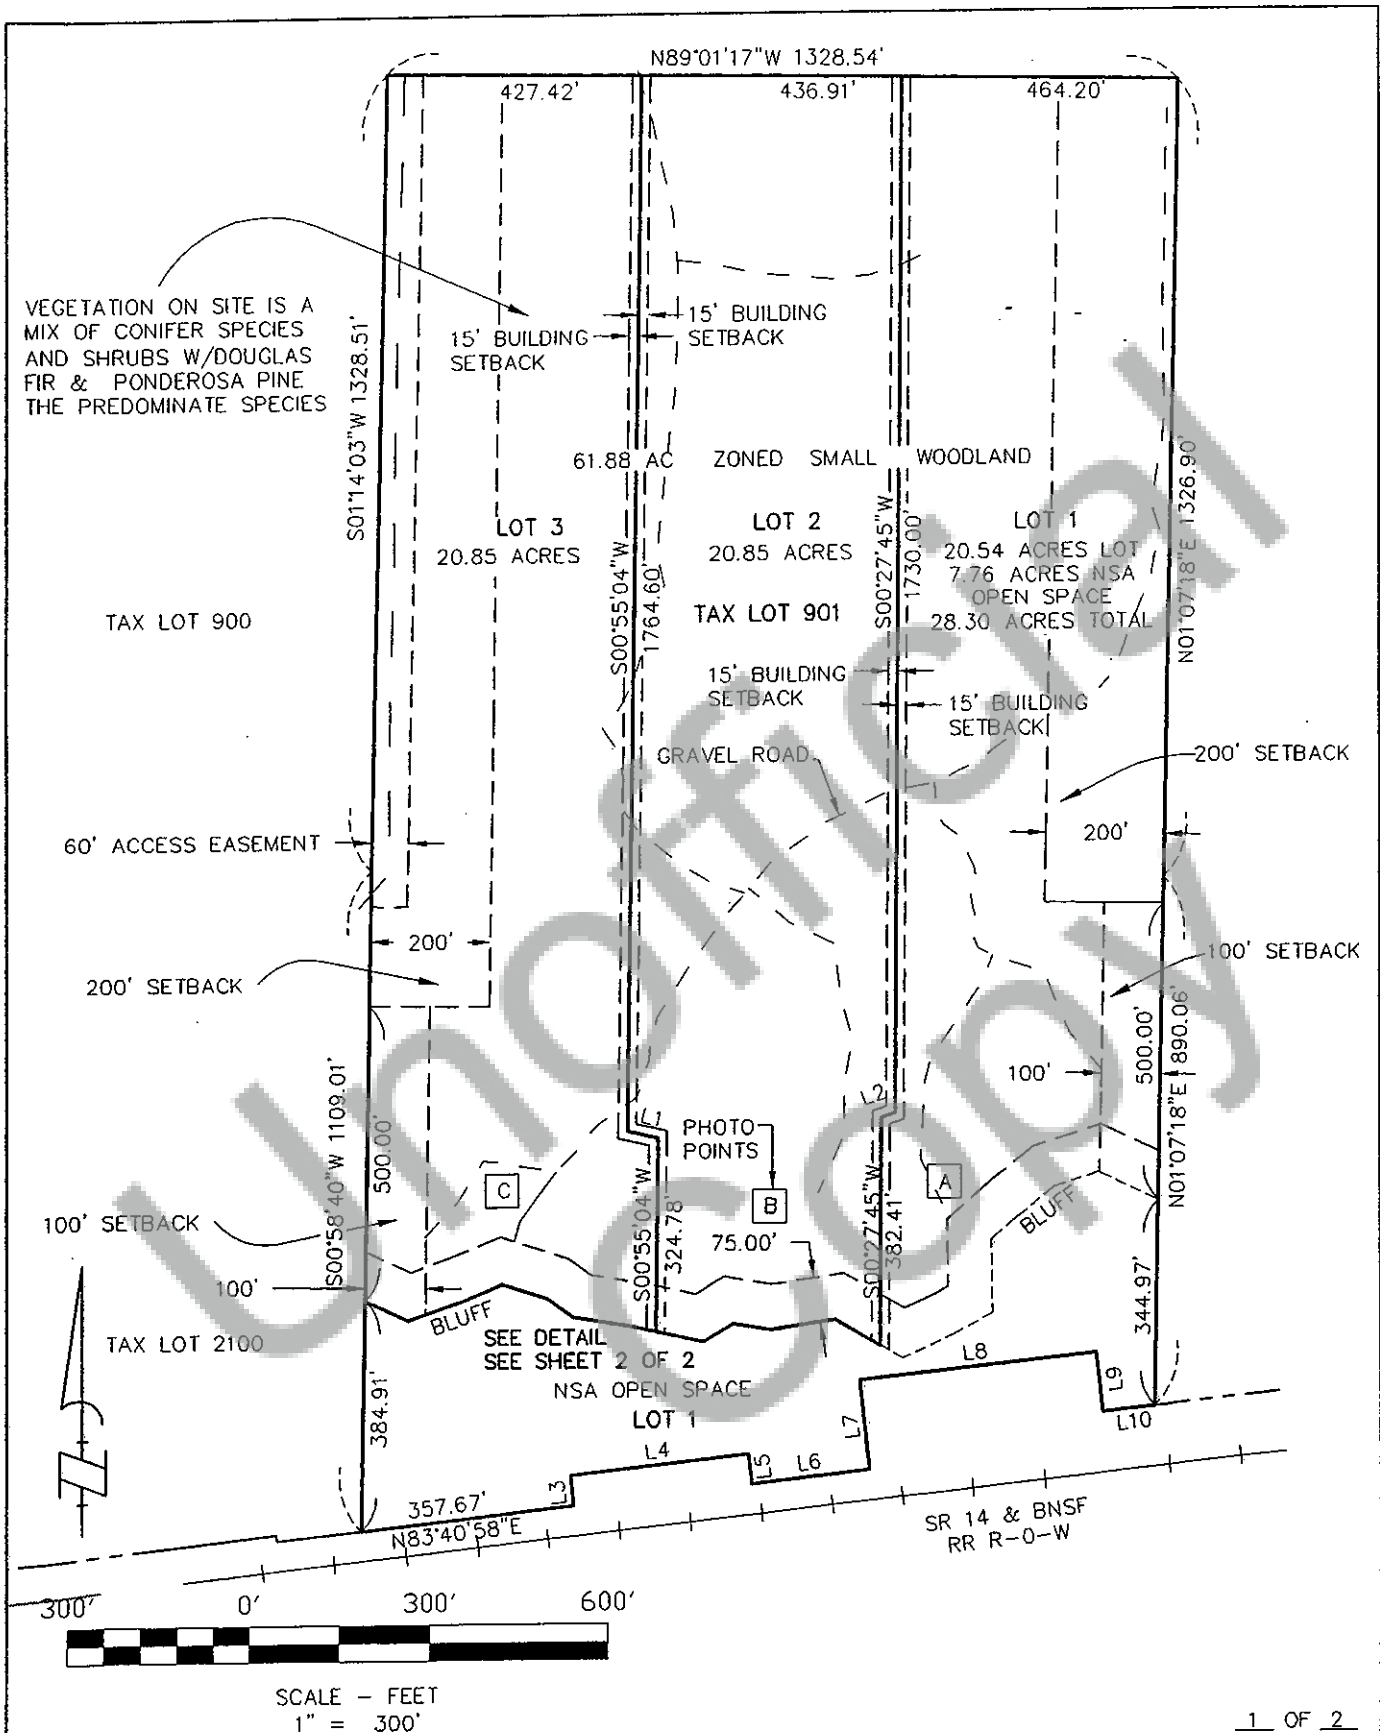 N89°01'17"W 1328.54'
427.42'
436.91'
464.20'
VEGETATION ON SITE IS A
MIX OF CONIFER SPECIES
AND SHRUBS W/DOUGLAS
FIR & PONDEROSA PINE
THE PREDOMINATE SPECIES
15' BUILDING
SETBACK
15' BUILDING
SETBACK
S01°14'03"W 1328.51'
61.88 AC ZONED SMALL WOODLAND
LOT 3
20.85 ACRES
LOT 2
20.85 ACRES
LOT 1
20.54 ACRES LOT
7.76 ACRES NSA
OPEN SPACE
28.30 ACRES TOTAL
N01°07'18"E 1326.90'
S00°55'04"W
1764.60'
S00°27'45"W
1730.00'
TAX LOT 900
TAX LOT 901
15' BUILDING
SETBACK
15' BUILDING
SETBACK
GRAVEL ROAD
200' SETBACK
200'
60' ACCESS EASEMENT
200'
200' SETBACK
100' SETBACK
100'
500.00'
N01°07'18"E 890.06'
S00°58'40"W 1109.01'
500.00'
L1
L2
PHOTO
POINTS
A
B
C
S00°55'04"W
324.78'
S00°27'45"W
382.41'
75.00'
100' SETBACK
100'
BLUFF
BLUFF
344.97'
TAX LOT 2100
SEE DETAIL
SEE SHEET 2 OF 2
NSA OPEN SPACE
LOT 1
384.91'
L3
L4
L5
L6
L7
L8
L9
L10
357.67'
N83°40'58"E
SR 14 & BNSF
RR R-O-W
N
300' 0' 300' 600'
SCALE - FEET
1" = 300'
1 OF 2
Unofficial
Copy